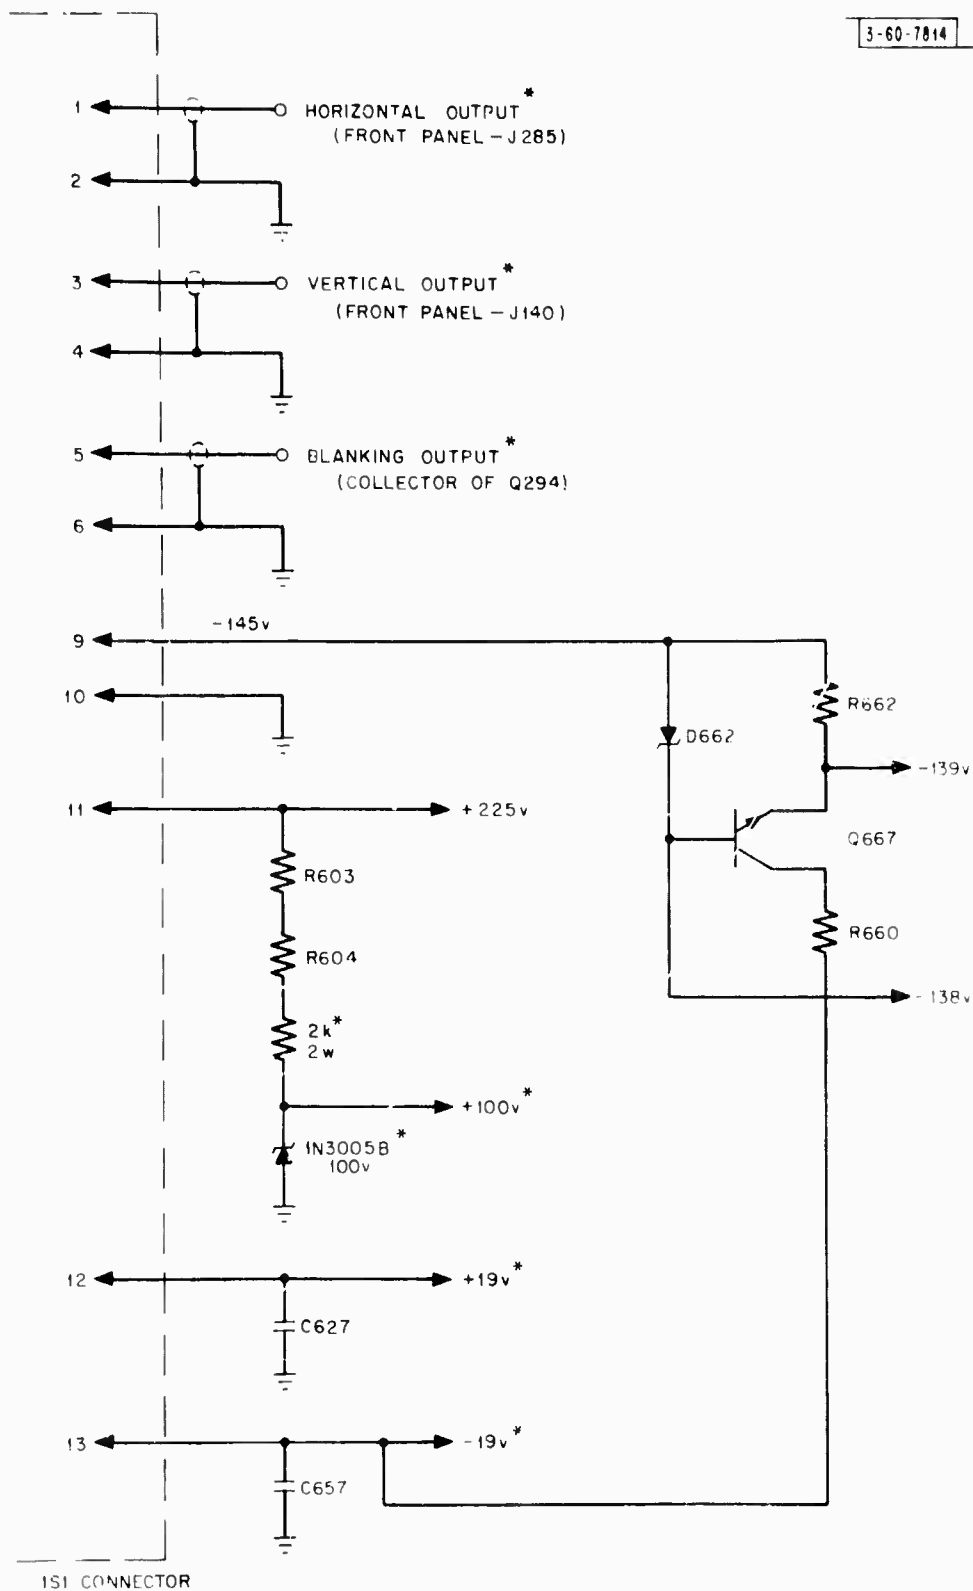 3-60-7814
1 HORIZONTAL OUTPUT*
(FRONT PANEL - J285)
2
3 VERTICAL OUTPUT*
(FRONT PANEL - J140)
4
5 BLANKING OUTPUT*
(COLLECTOR OF Q294)
6
9 -145v
10
R662
D662
-139v
11 +225v
Q667
R603
R660
R604
-138v
2k*
2w
+100v*
1N3005B*
100v
12 +19v*
C627
13 -19v*
C657
1S1 CONNECTOR